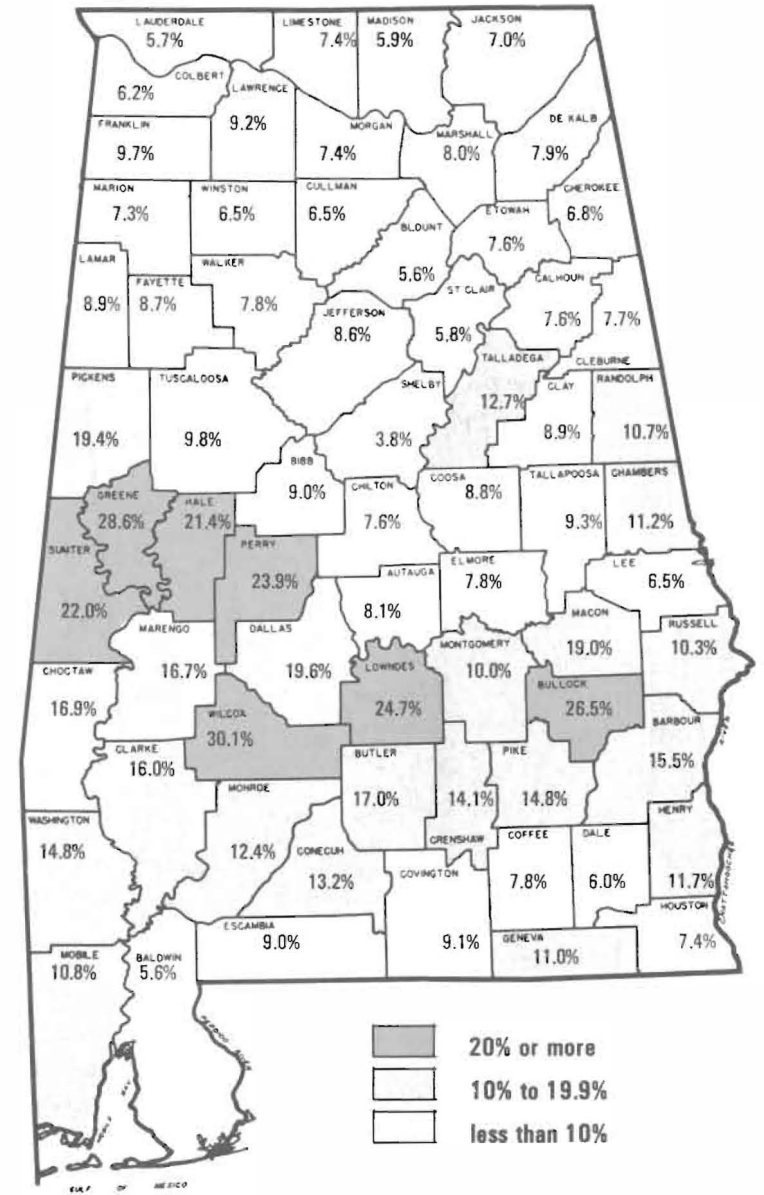 LAUDERDALE
5.7%
LIMESTONE
7.4%
MADISON
5.9%
JACKSON
7.0%
COLBERT
6.2%
LAWRENCE
9.2%
FRANKLIN
9.7%
MORGAN
7.4%
MARSHALL
8.0%
DE KALB
7.9%
MARION
7.3%
WINSTON
6.5%
CULLMAN
6.5%
BLOUNT
5.6%
ETOWAH
7.6%
CHEROKEE
6.8%
LAMAR
8.9%
FAYETTE
8.7%
WALKER
7.8%
JEFFERSON
8.6%
ST CLAIR
5.8%
CALHOUN
7.6%
7.7%
CLEBURNE
TALLADEGA
12.7%
PICKENS
19.4%
TUSCALOOSA
9.8%
SHELBY
3.8%
CLAY
8.9%
RANDOLPH
10.7%
BIBB
9.0%
CHILTON
7.6%
COOSA
8.8%
TALLAPOOSA
9.3%
CHAMBERS
11.2%
GREENE
28.6%
HALE
21.4%
PERRY
23.9%
SUMTER
22.0%
AUTAUGA
8.1%
ELMORE
7.8%
LEE
6.5%
MARENGO
16.7%
DALLAS
19.6%
LOWNDES
24.7%
MONTGOMERY
10.0%
MACON
19.0%
RUSSELL
10.3%
BULLOCK
26.5%
CHOCTAW
16.9%
WILCOX
30.1%
CLARKE
16.0%
BUTLER
17.0%
14.1%
CRENSHAW
PIKE
14.8%
BARBOUR
15.5%
RIVER
WASHINGTON
14.8%
MONROE
12.4%
CONECUH
13.2%
COVINGTON
9.1%
COFFEE
7.8%
DALE
6.0%
HENRY
11.7%
CHATTAHOOCHEE
HOUSTON
7.4%
ESCAMBIA
9.0%
GENEVA
11.0%
MOBILE
10.8%
BALDWIN
5.6%
PERDIDO RIVER
MOBILE BAY
GULF OF MEXICO
20% or more
10% to 19.9%
less than 10%